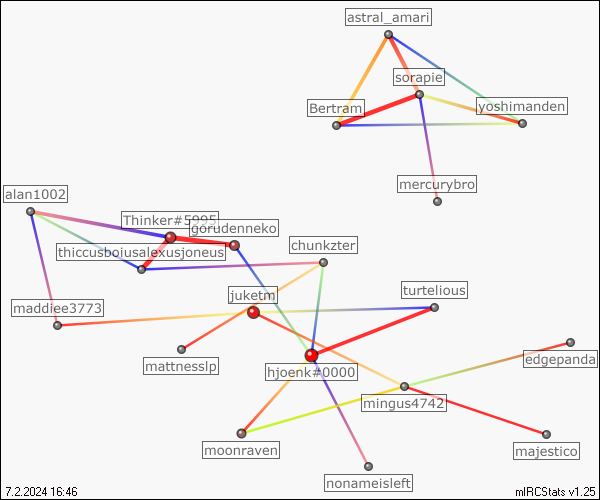 astral_amari
sorapie
Bertram
yoshimanden
mercurybro
alan1002
Thinker#5995
gorudenneko
chunkzter
thiccusboiusalexusjoneus
juketm
turtelious
maddiee3773
mattnesslp
edgepanda
hjoenk#0000
mingus4742
moonraven
majestico
nonameisleft
7.2.2024 16:46
mIRCStats v1.25